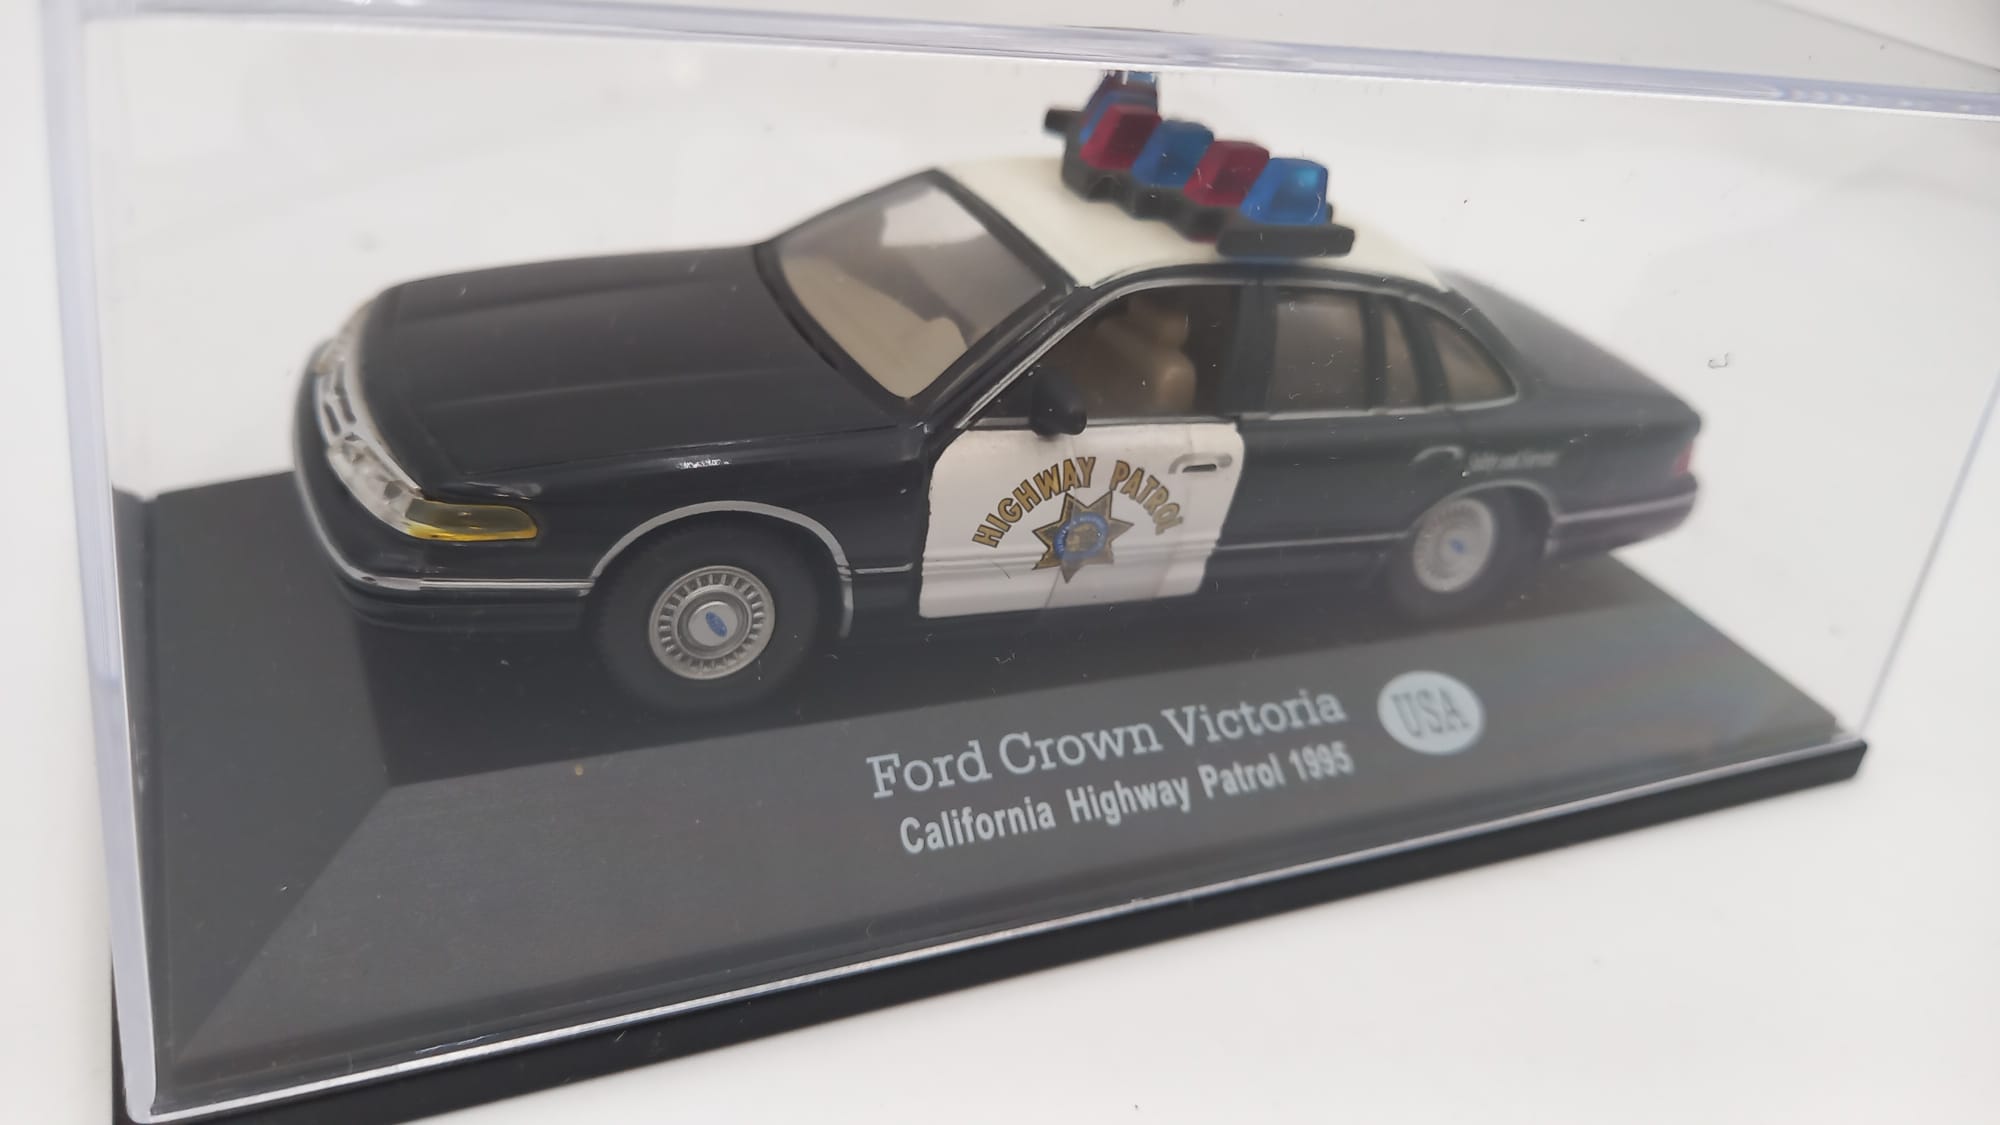 HIGHWAY PATROL
Ford Crown Victoria
California Highway Patrol 1995
USA